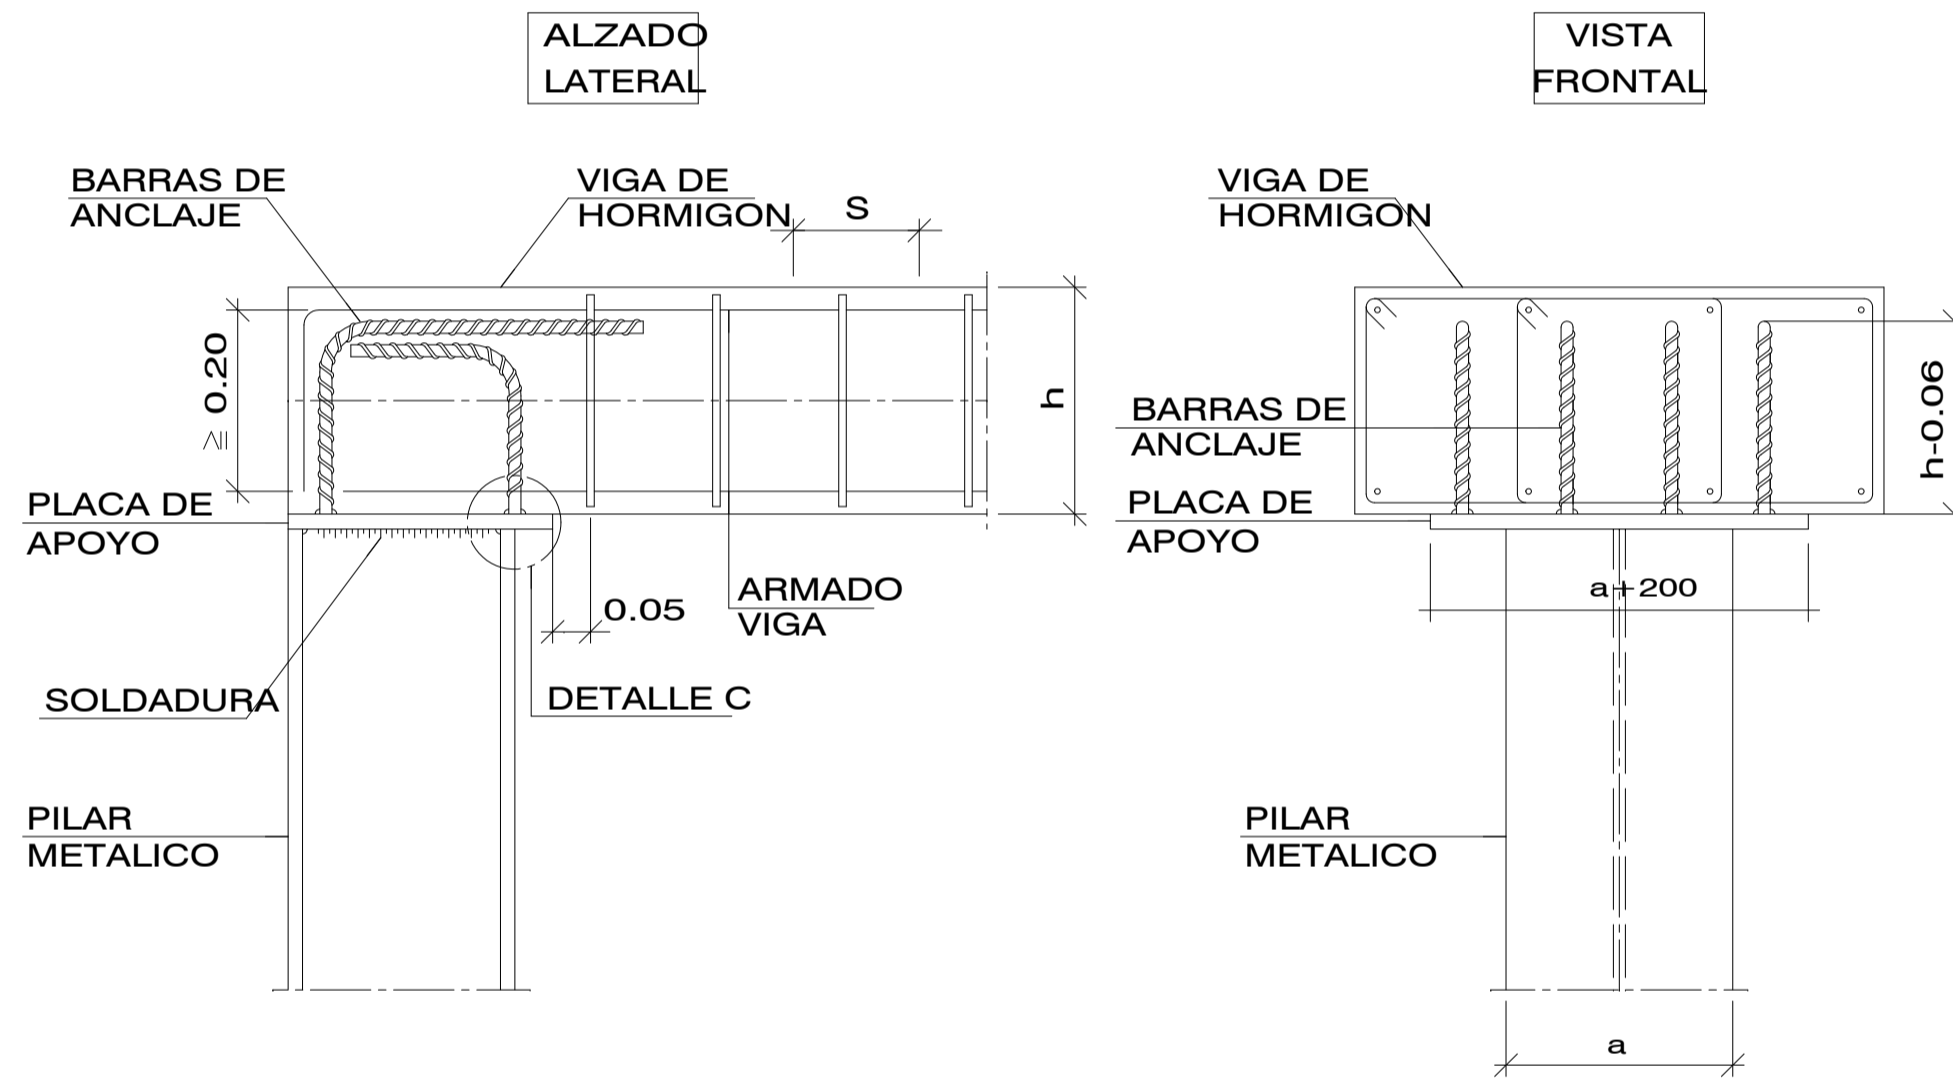 ALZADO
LATERAL
VISTA
FRONTAL
BARRAS DE
ANCLAJE
VIGA DE
HORMIGON
S
VIGA DE
HORMIGON
≥ 0.20
h
h-0.06
BARRAS DE
ANCLAJE
PLACA DE
APOYO
PLACA DE
APOYO
ARMADO
VIGA
0.05
a+200
SOLDADURA
DETALLE C
PILAR
METALICO
PILAR
METALICO
a